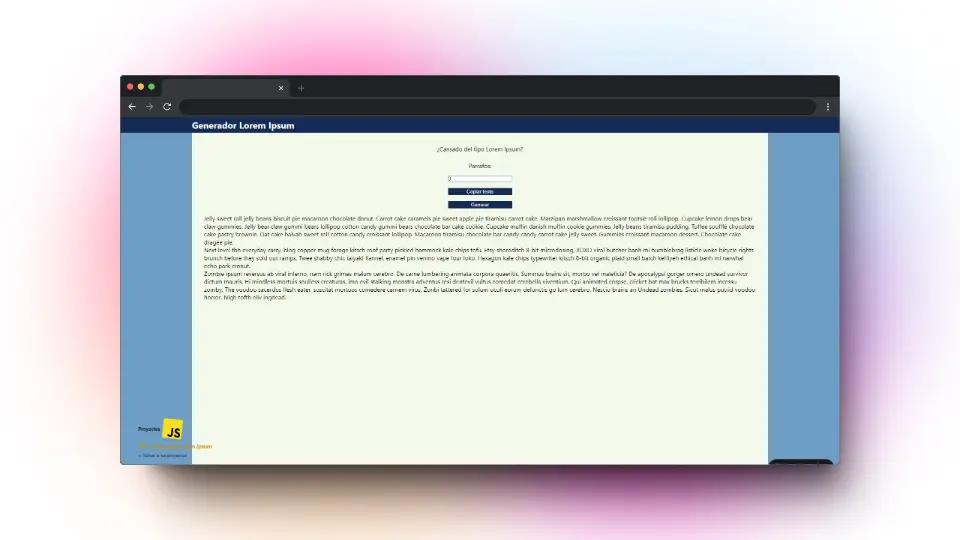 Generador Lorem Ipsum
¿Cansado del tipo Lorem Ipsum?
Parrafos:
3
Copiar texto
Generar
Jelly sweet roll jelly beans biscuit pie macaroon chocolate donut. Carrot cake caramels pie sweet apple pie tiramisu carrot cake. Marzipan marshmallow croissant tootsie roll lollipop. Cupcake lemon drops bear
claw gummies. Jelly bear claw gummi bears lollipop cotton candy gummi bears chocolate bar cake cookie. Cupcake muffin danish muffin cookie gummies. Jelly beans tiramisu pudding. Toffee soufflé chocolate
cake pastry brownie. Oat cake halvah sweet roll cotton candy croissant lollipop. Macaroon tiramisu chocolate bar candy candy carrot cake jelly sweet. Gummies croissant macaroon dessert. Chocolate cake
dragée pie.
Next level tbh everyday carry, blog copper mug forage kitsch roof party pickled hammock kale chips tofu. Etsy shoreditch 8-bit microdosing, XOXO viral butcher banh mi humblebrag listicle woke bicycle rights
brunch before they sold out ramps. Twee shabby chic taiyaki flannel, enamel pin venmo vape four loko. Hexagon kale chips typewriter kitsch 8-bit organic plaid small batch keffiyeh ethical banh mi narwhal
echo park cronut.
Zombie ipsum reversus ab viral inferno, nam rick grimes malum cerebro. De carne lumbering animata corpora quaeritis. Summus brains sit, morbo vel maleficia? De apocalypsi gorger omero undead survivor
dictum mauris. Hi mindless mortuis soulless creaturas, imo evil stalking monstra adventus resi dentevil vultus comedat cerebella viventium. Qui animated corpse, cricket bat max brucks terribilem incessu
zomby. The voodoo sacerdos flesh eater, suscitat mortuos comedere carnem virus. Zonbi tattered for solum oculi eorum defunctis go lum cerebro. Nescio brains an Undead zombies. Sicut malus putrid voodoo
horror. Nigh tofth eliv ingdead.
Proyectos
JS
Ipsum